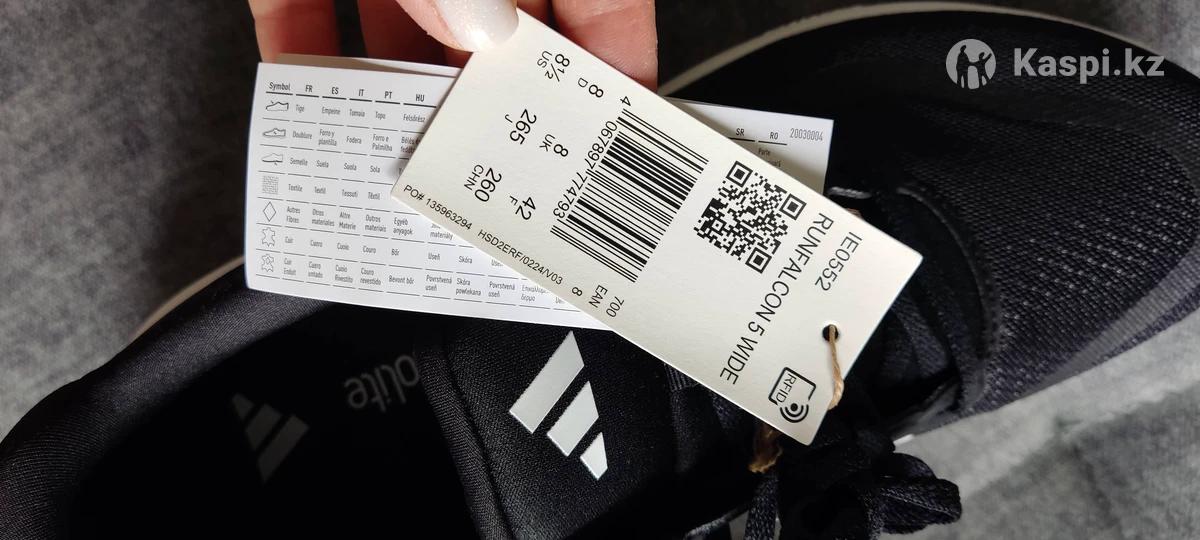 Kaspi.kz
IE0552
RUNFALCON 5 WIDE
RFID
700
EAN
4 067897 774793
8
D
8
UK
42
F
8½
US
265
J
260
CHN
PO# 135963294 HSD2ERF/0224/V03 8
Symbol FR ES IT PT HU
Tige Empeine Tomaia Topo Felsőrész
Doublure Forro y plantilla Fodera Forro e Palmilha
Semelle Suela Suola Sola
Textile Textil Tessuti Têxtil
Autres Fibres Otros materiales Altre Materie Outros materiais Egyéb anyagok
Cuir Cuero Cuoio Couro Bőr Useň Skóra
Cuir Enduit Cuero untado Cuoio Rivestito Couro revestido Bevont bőr Povrstvená useň Skóra powlekana Povrstvená useň
SR RO 20030004
Parte